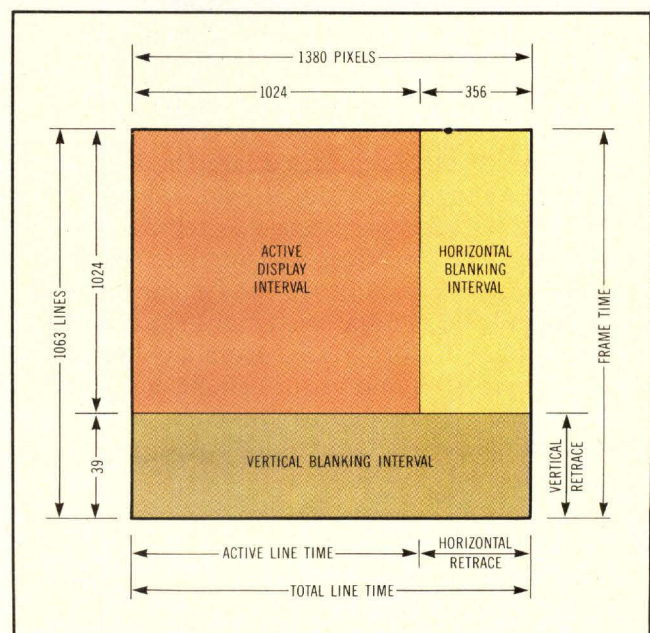 1380 PIXELS
1024
356
1063 LINES
1024
39
ACTIVE
DISPLAY
INTERVAL
HORIZONTAL
BLANKING
INTERVAL
VERTICAL BLANKING INTERVAL
FRAME TIME
VERTICAL
RETRACE
ACTIVE LINE TIME
HORIZONTAL
RETRACE
TOTAL LINE TIME